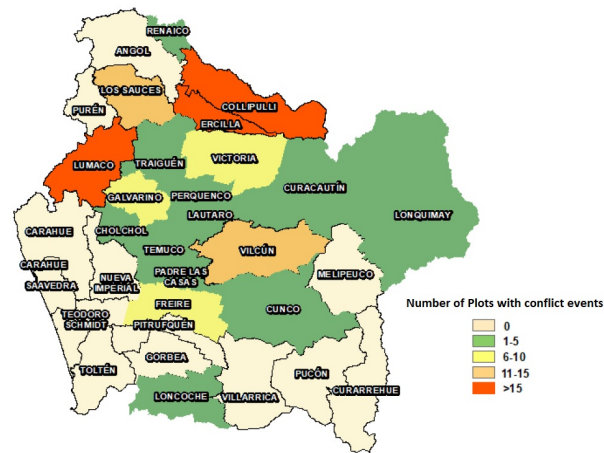 RENAICO
ANGOL
LOS SAUCES
COLLIPULLI
PURÉN
ERCILLA
LUMACO
TRAIGUÉN
VICTORIA
CURACAUTÍN
GALVARINO
PERQUENCO
LONQUIMAY
LAUTARO
CARAHUE
CHOLCHOL
TEMUCO
VILCÚN
CARAHUE
PADRE LAS
CASAS
MELIPEUCO
SAAVEDRA
NUEVA
IMPERIAL
FREIRE
CUNCO
TEODORO
SCHMIDT
PITRUFQUÉN
GORBEA
TOLTÉN
PUCÓN
LONCOCHE
VILLARRICA
CURARREHUE
Number of Plots with conflict events
0
1-5
6-10
11-15
>15